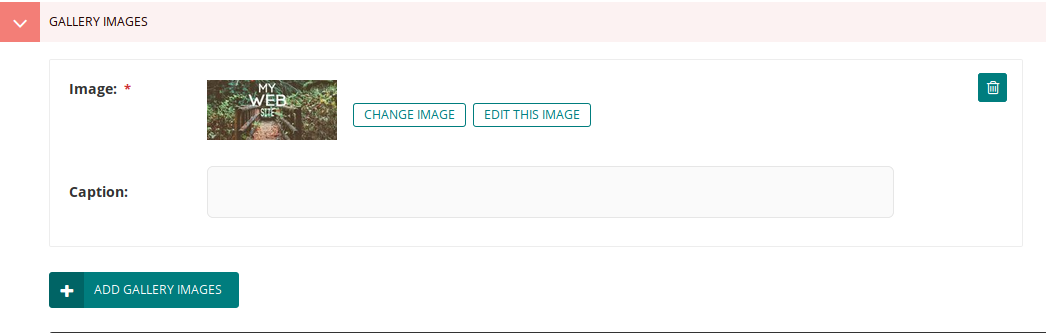 GALLERY IMAGES
Image: *
MY
WEB
SITE
CHANGE IMAGE
EDIT THIS IMAGE
Caption:
ADD GALLERY IMAGES